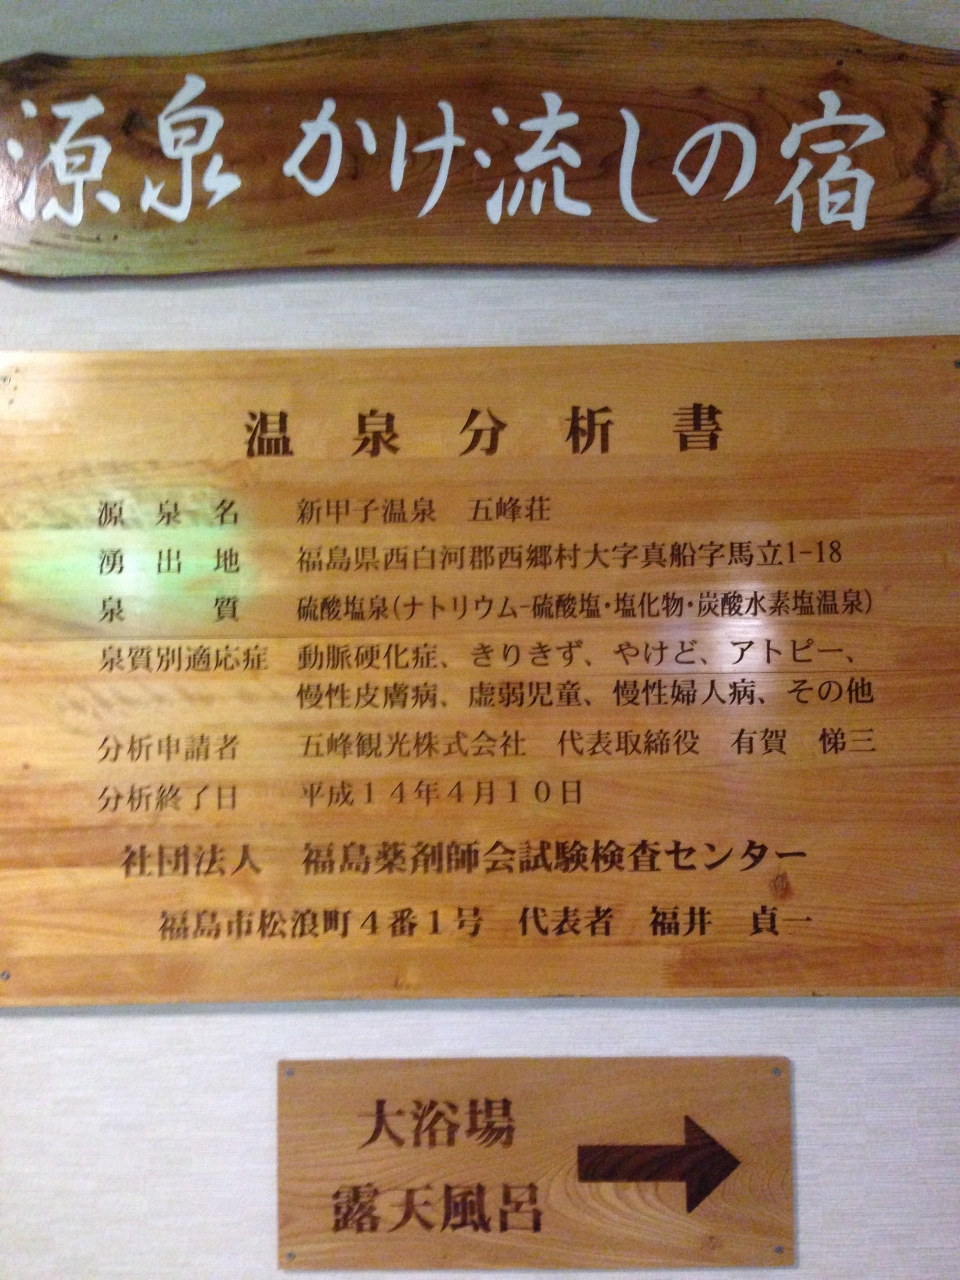 源泉かけ流しの宿
温泉分析書
源泉名 新甲子温泉 五峰荘
湧出地 福島県西白河郡西郷村大字真船字馬立1-18
泉質 硫酸塩泉(ナトリウム-硫酸塩・塩化物・炭酸水素塩温泉)
泉質別適応症 動脈硬化症、きりきず、やけど、アトピー、
慢性皮膚病、虚弱児童、慢性婦人病、その他
分析申請者 五峰観光株式会社 代表取締役 有賀 悌三
分析終了日 平成14年4月10日
社団法人 福島薬剤師会試験検査センター
福島市松浪町4番1号 代表者 福井 貞一
大浴場
露天風呂